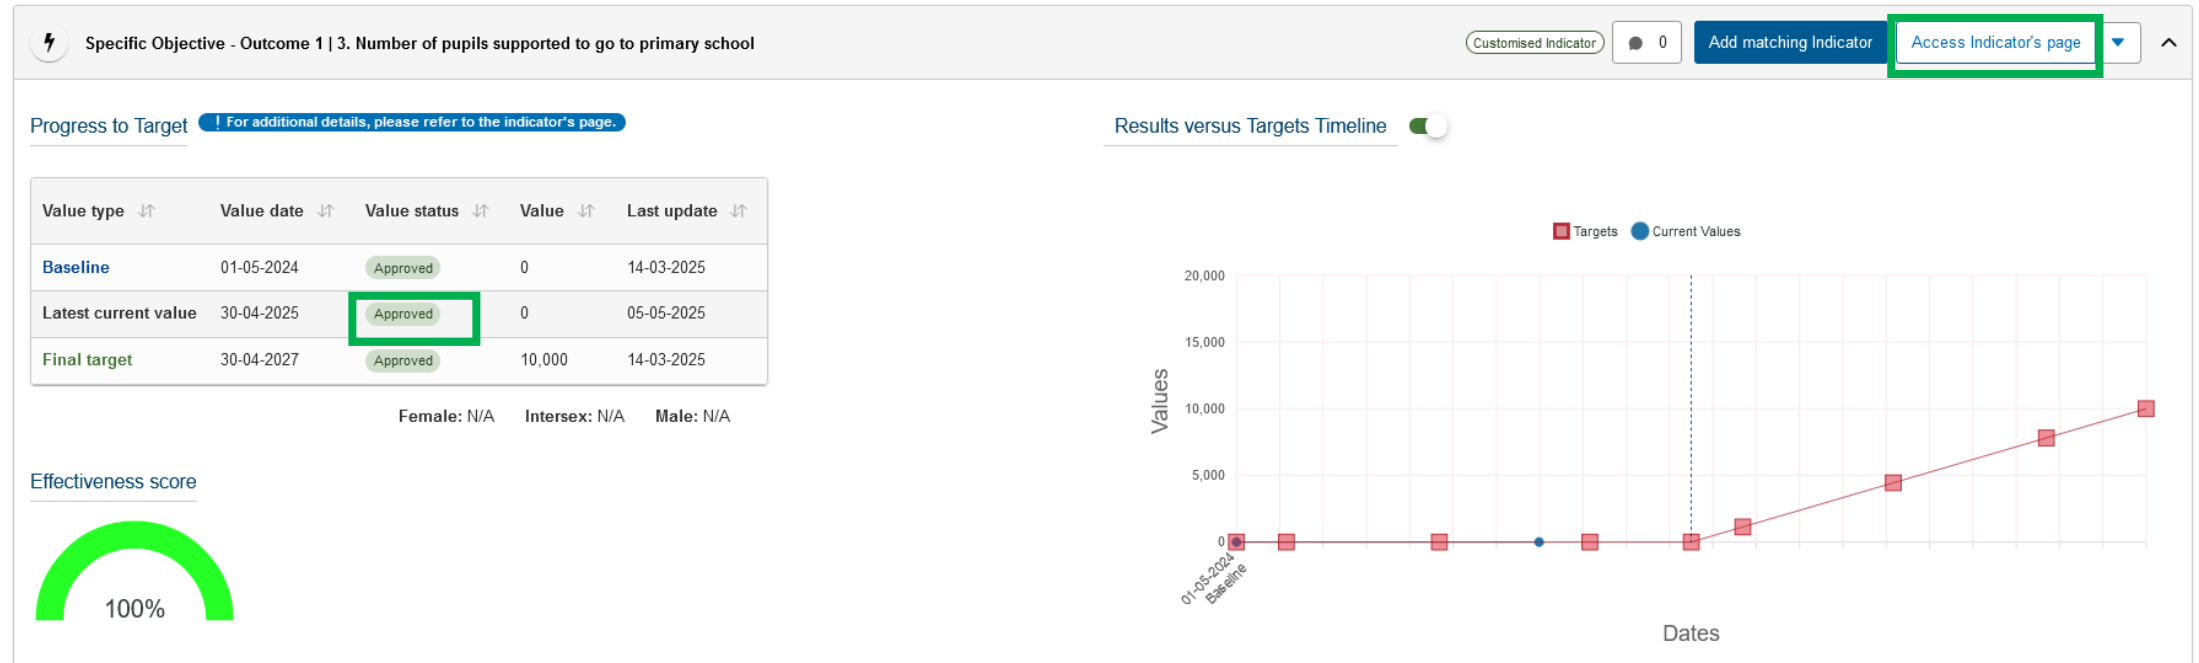 Specific Objective - Outcome 1 | 3. Number of pupils supported to go to primary school
Customised Indicator
0
Add matching Indicator
Access Indicator's page
Progress to Target
! For additional details, please refer to the indicator's page.
Value type Value date Value status Value Last update
Baseline 01-05-2024 Approved 0 14-03-2025
Latest current value 30-04-2025 Approved 0 05-05-2025
Final target 30-04-2027 Approved 10,000 14-03-2025
Female: N/A Intersex: N/A Male: N/A
Effectiveness score
100%
Results versus Targets Timeline
Targets Current Values
20,000
15,000
10,000
5,000
0
Values
01-05-2024
Baseline
Dates